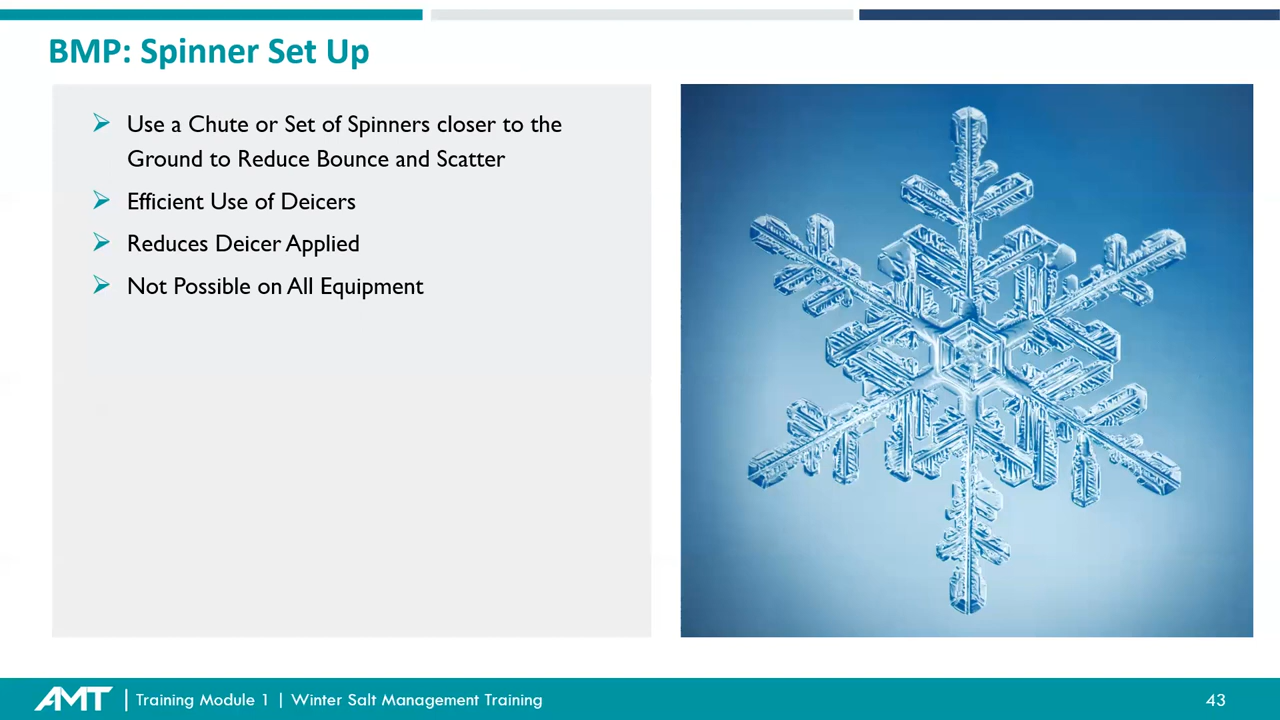 BMP: Spinner Set Up
Use a Chute or Set of Spinners closer to the
Ground to Reduce Bounce and Scatter
Efficient Use of Deicers
Reduces Deicer Applied
Not Possible on All Equipment
AMT | Training Module 1 | Winter Salt Management Training 43